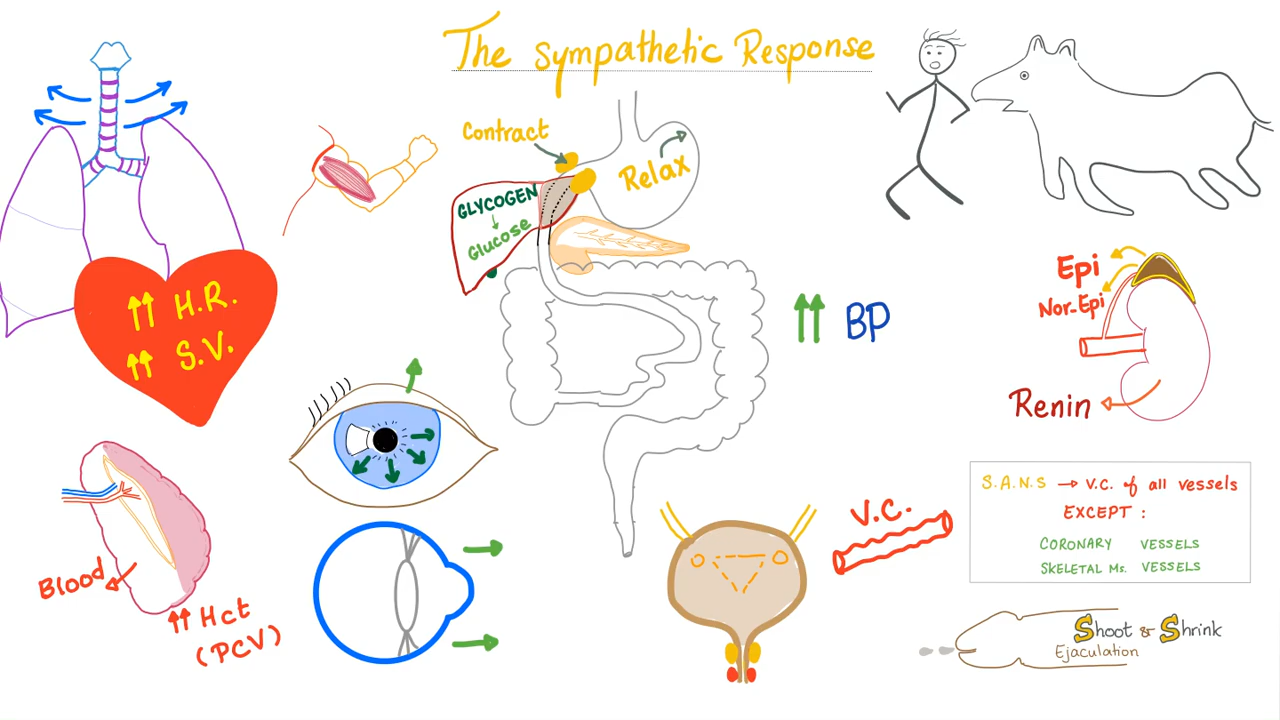 The Sympathetic Response
Contract
Relax
GLYCOGEN
Glucose
↑↑ H.R.
↑↑ S.V.
↑↑ BP
Epi
Nor-Epi
Renin
Blood
↑↑ Hct
(PCV)
V.C.
S.A.N.S → V.C. of all vessels
EXCEPT :
CORONARY VESSELS
SKELETAL Ms. VESSELS
Shoot & Shrink
Ejaculation